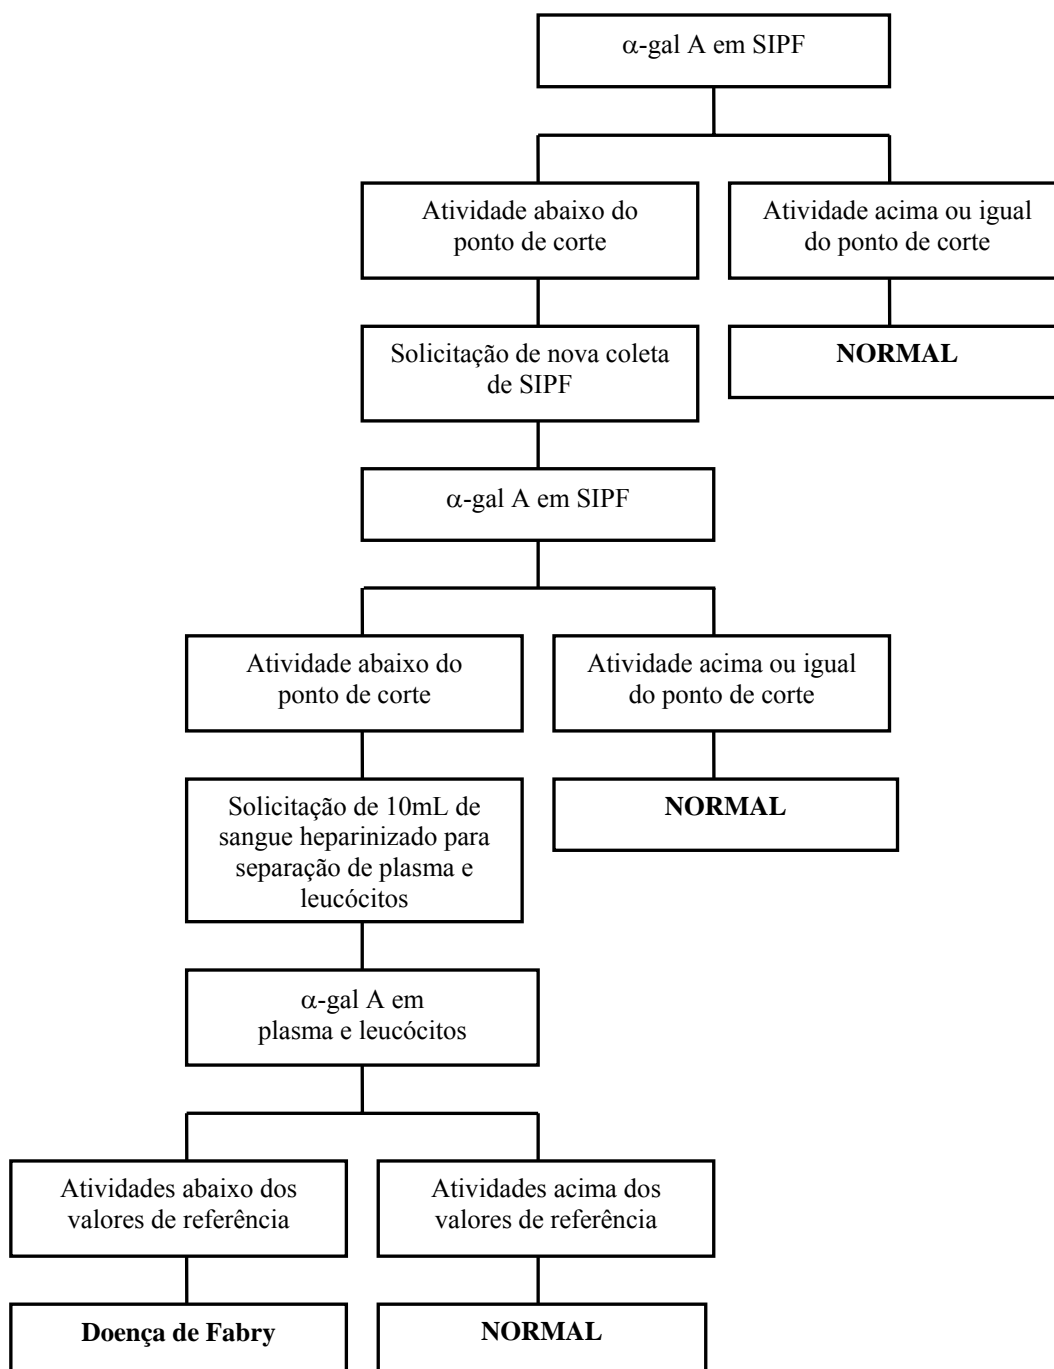 α-gal A em SIPF
Atividade abaixo do
ponto de corte
Atividade acima ou igual
do ponto de corte
Solicitação de nova coleta
de SIPF
NORMAL
α-gal A em SIPF
Atividade abaixo do
ponto de corte
Atividade acima ou igual
do ponto de corte
Solicitação de 10mL de
sangue heparinizado para
separação de plasma e
leucócitos
NORMAL
α-gal A em
plasma e leucócitos
Atividades abaixo dos
valores de referência
Atividades acima dos
valores de referência
Doença de Fabry
NORMAL